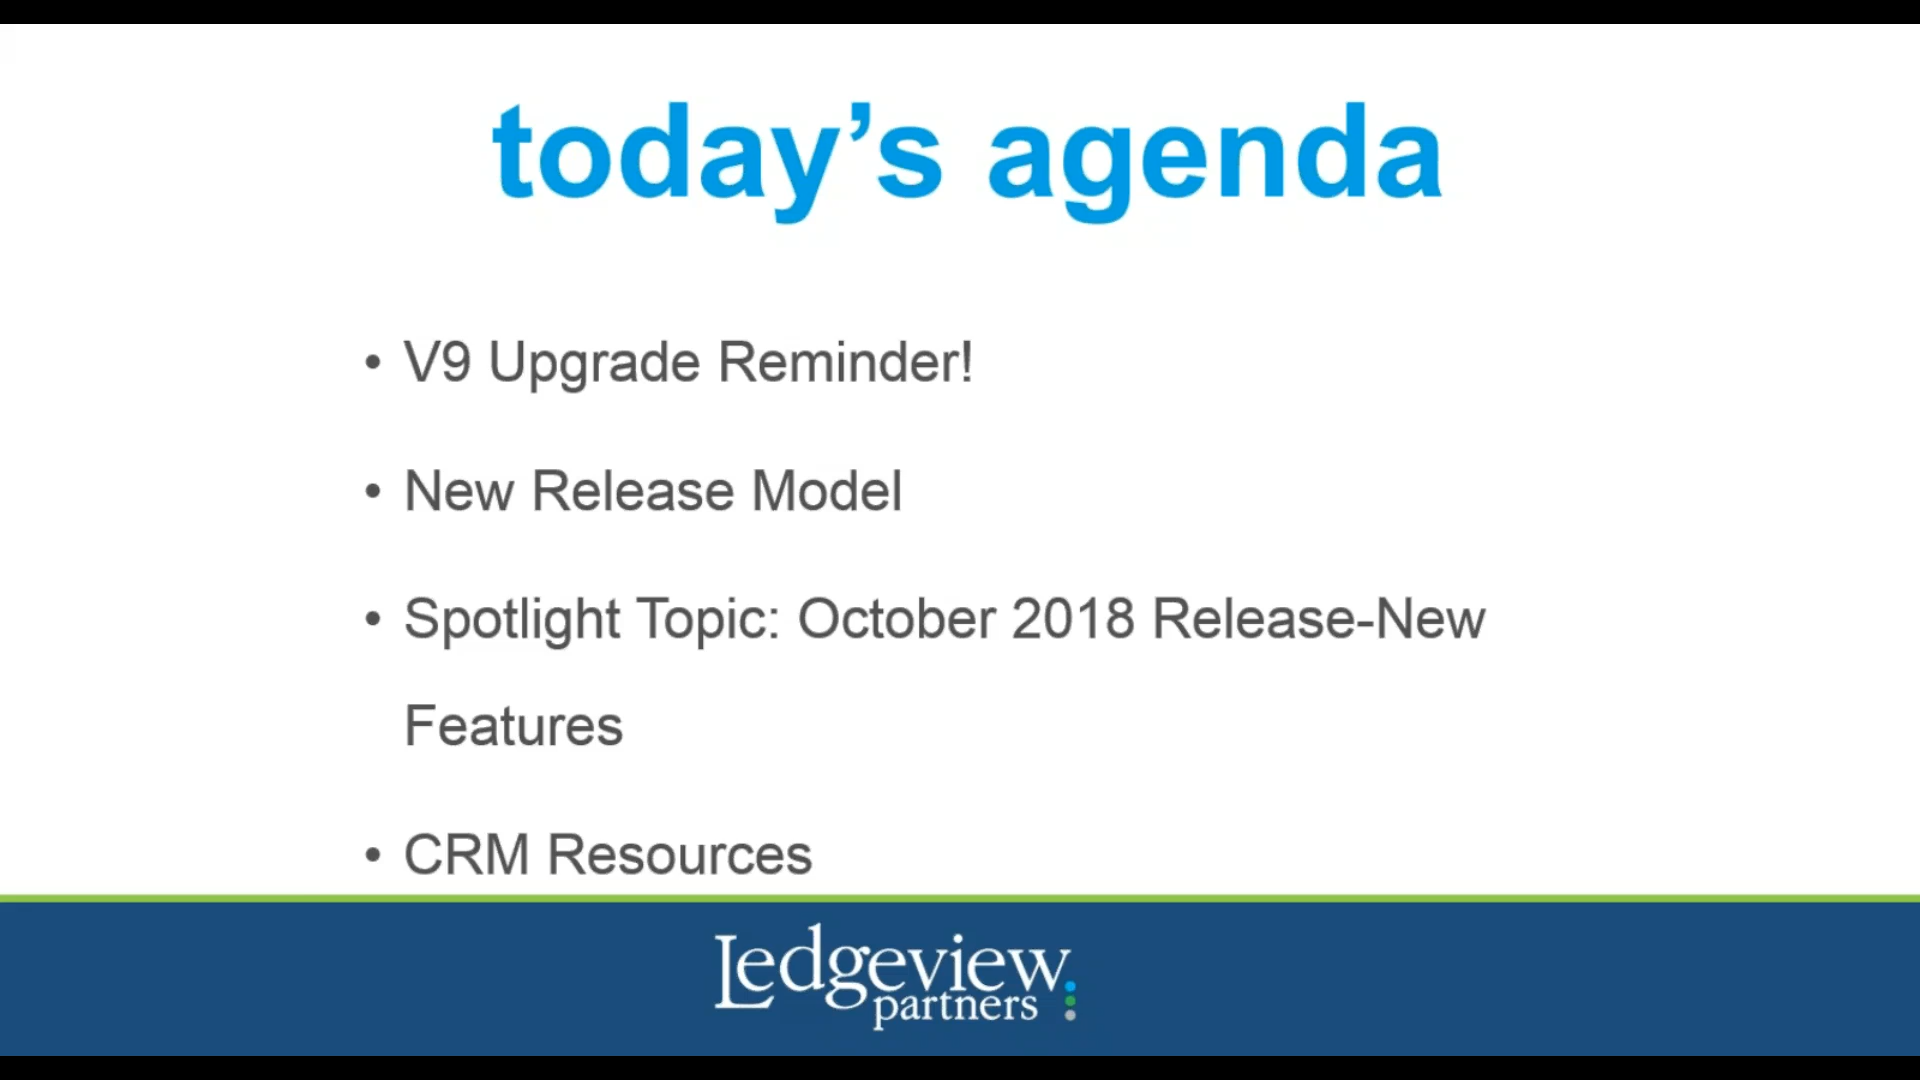 today’s agenda
• V9 Upgrade Reminder!
• New Release Model
• Spotlight Topic: October 2018 Release-New
Features
• CRM Resources
Ledgeview
partners